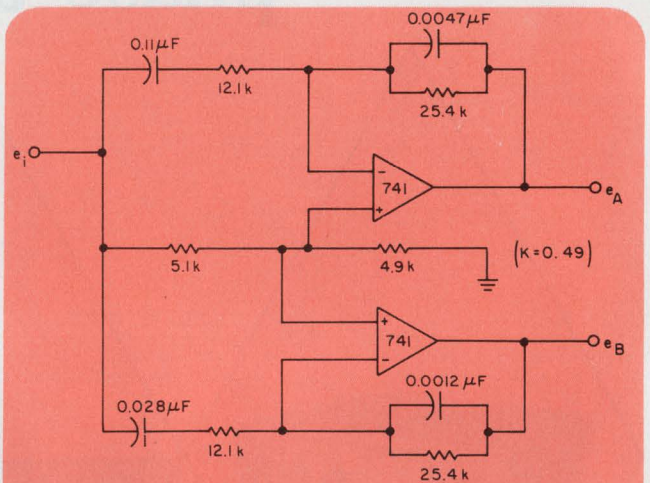 0.0047μF
0.11μF
12.1k
25.4k
-
741
+
e_A
e_i
5.1k
4.9k
(K=0.49)
+
741
-
e_B
0.0012μF
0.028μF
12.1k
25.4k